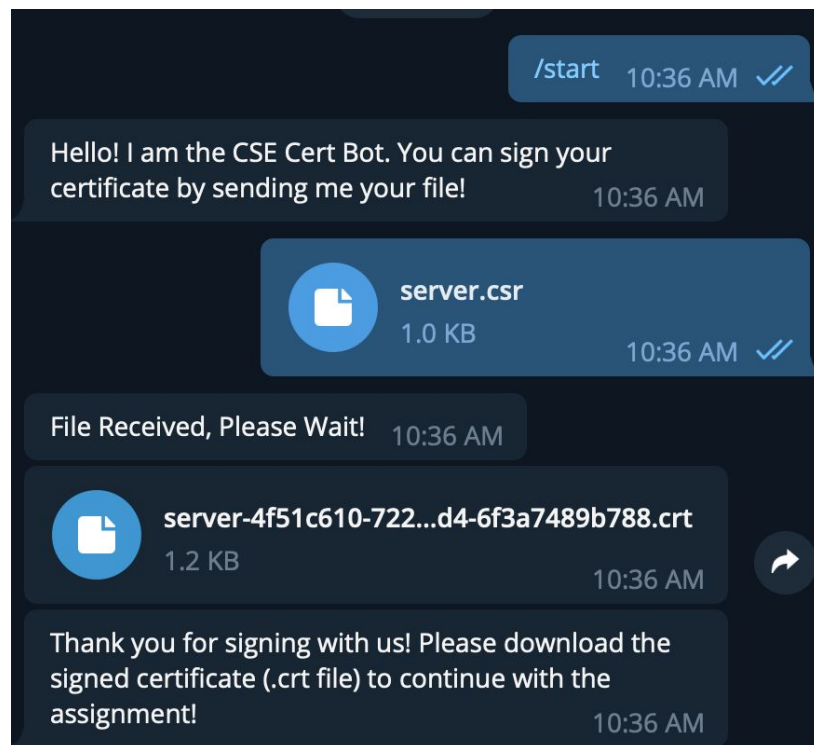 /start 10:36 AM
Hello! I am the CSE Cert Bot. You can sign your
certificate by sending me your file! 10:36 AM
server.csr
1.0 KB
10:36 AM
File Received, Please Wait! 10:36 AM
server-4f51c610-722...d4-6f3a7489b788.crt
1.2 KB
10:36 AM
Thank you for signing with us! Please download the
signed certificate (.crt file) to continue with the
assignment! 10:36 AM